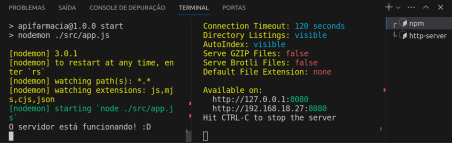 PROBLEMAS
SAÍDA
CONSOLE DE DEPURAÇÃO
TERMINAL
PORTAS
> apifarmacia@1.0.0 start
> nodemon ./src/app.js
[nodemon] 3.0.1
[nodemon] to restart at any time, en
ter `rs`
[nodemon] watching path(s): *.*
[nodemon] watching extensions: js,mj
s,cjs,json
[nodemon] starting `node ./src/app.j
s`
O servidor está funcionando! :D
Connection Timeout: 120 seconds
Directory Listings: visible
AutoIndex: visible
Serve GZIP Files: false
Serve Brotli Files: false
Default File Extension: none
Available on:
http://127.0.0.1:8080
http://192.168.18.27:8080
Hit CTRL-C to stop the server
npm
http-server